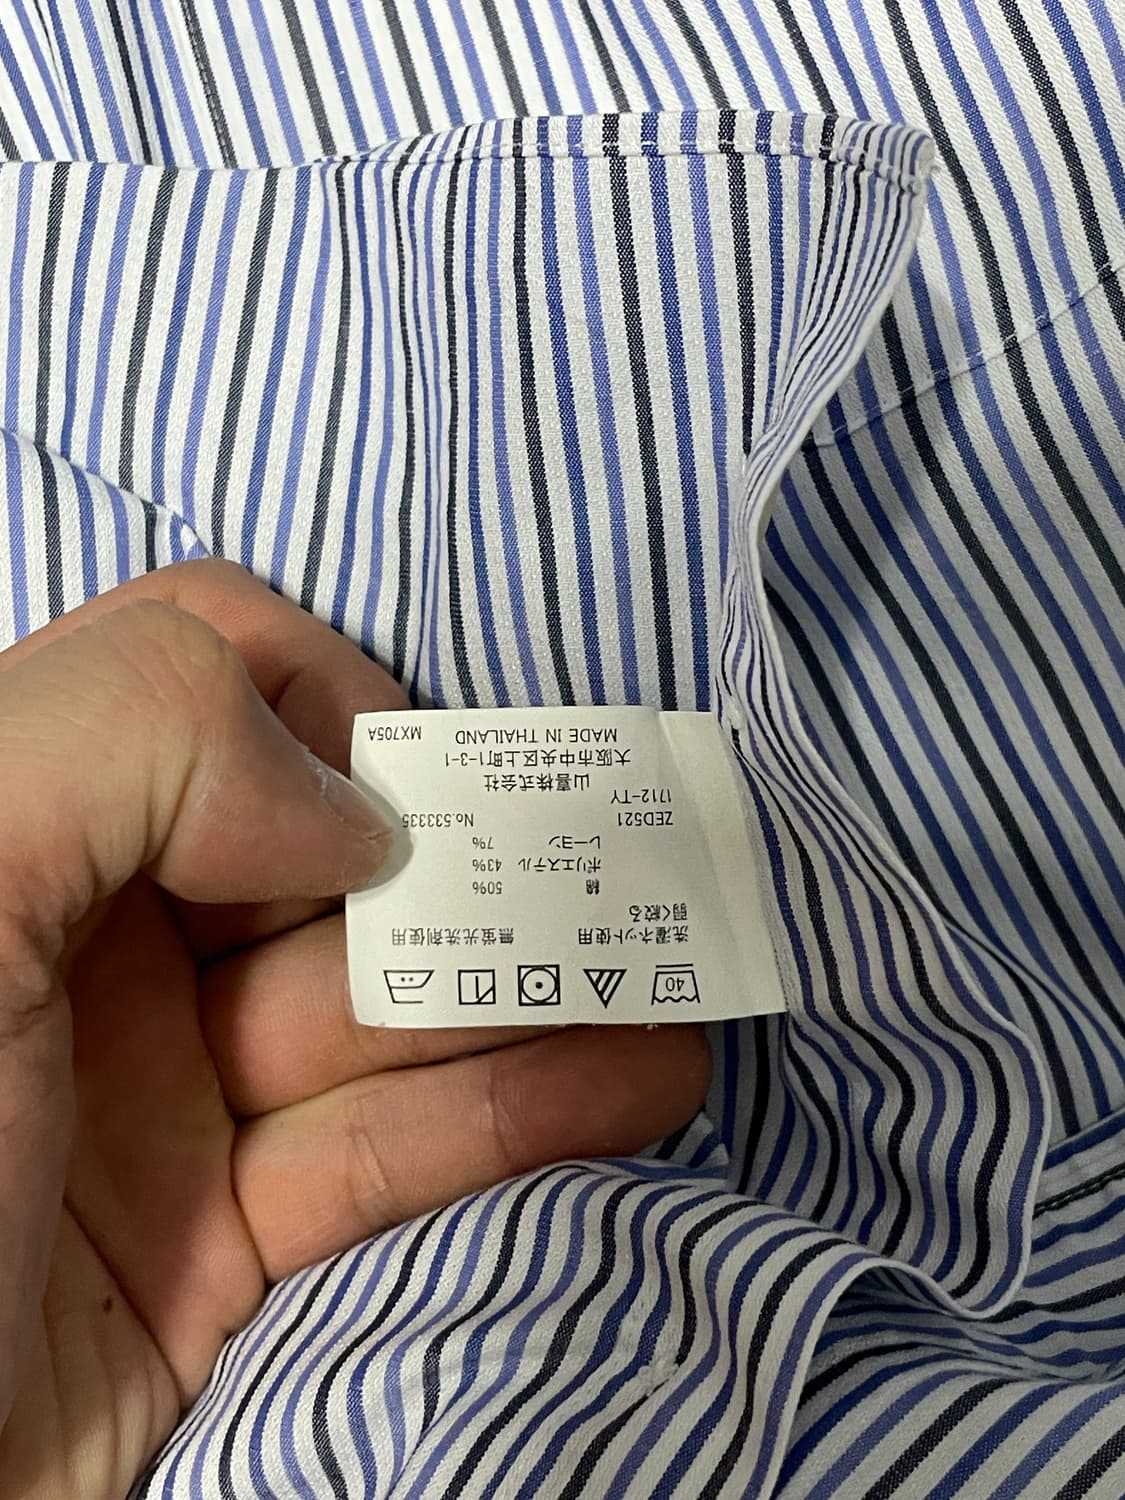 40
洗濯ネット使用 無蛍光洗剤使用
弱く絞る
綿 50%
ポリエステル 43%
レーヨン 7%
ZED521 No.533335
1712-TY
山喜株式会社
大阪市中央区上町1-3-1
MADE IN THAILAND MX705A